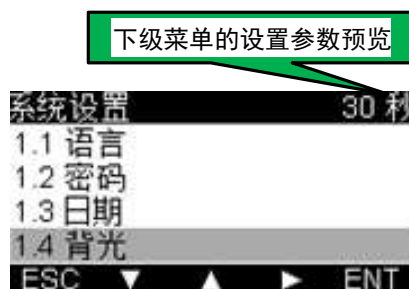 下级菜单的设置参数预览
系统设置 30 秒
1.1 语言
1.2 密码
1.3 日期
1.4 背光
ESC ▼ ▲ ► ENT